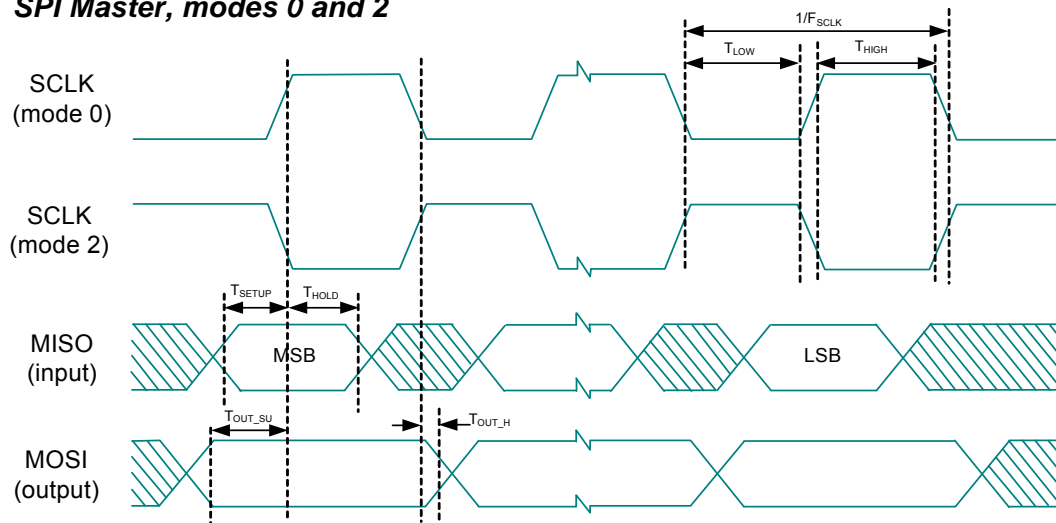 SPI Master, modes 0 and 2
1/FSCLK
TLOW
THIGH
SCLK
(mode 0)
SCLK
(mode 2)
TSETUP
THOLD
MISO
(input)
MSB
LSB
TOUT_SU
TOUT_H
MOSI
(output)